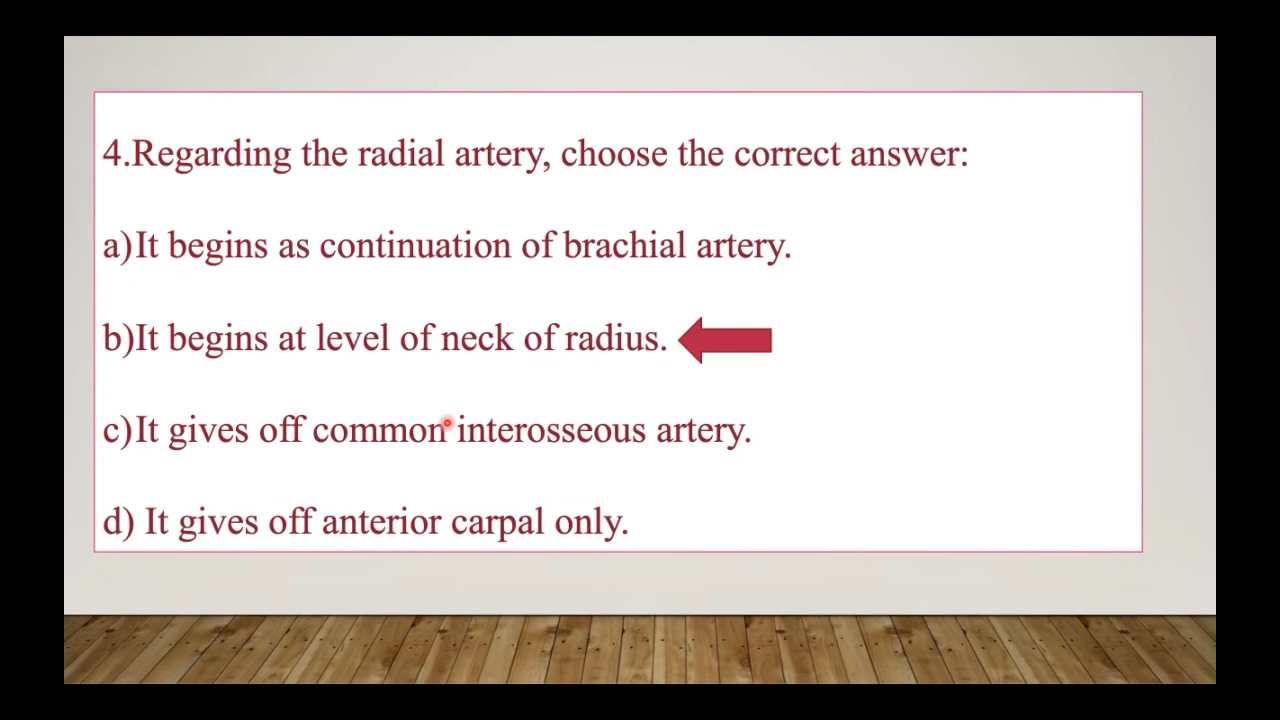 4.Regarding the radial artery, choose the correct answer:
a)It begins as continuation of brachial artery.
b)It begins at level of neck of radius.
c)It gives off common interosseous artery.
d) It gives off anterior carpal only.